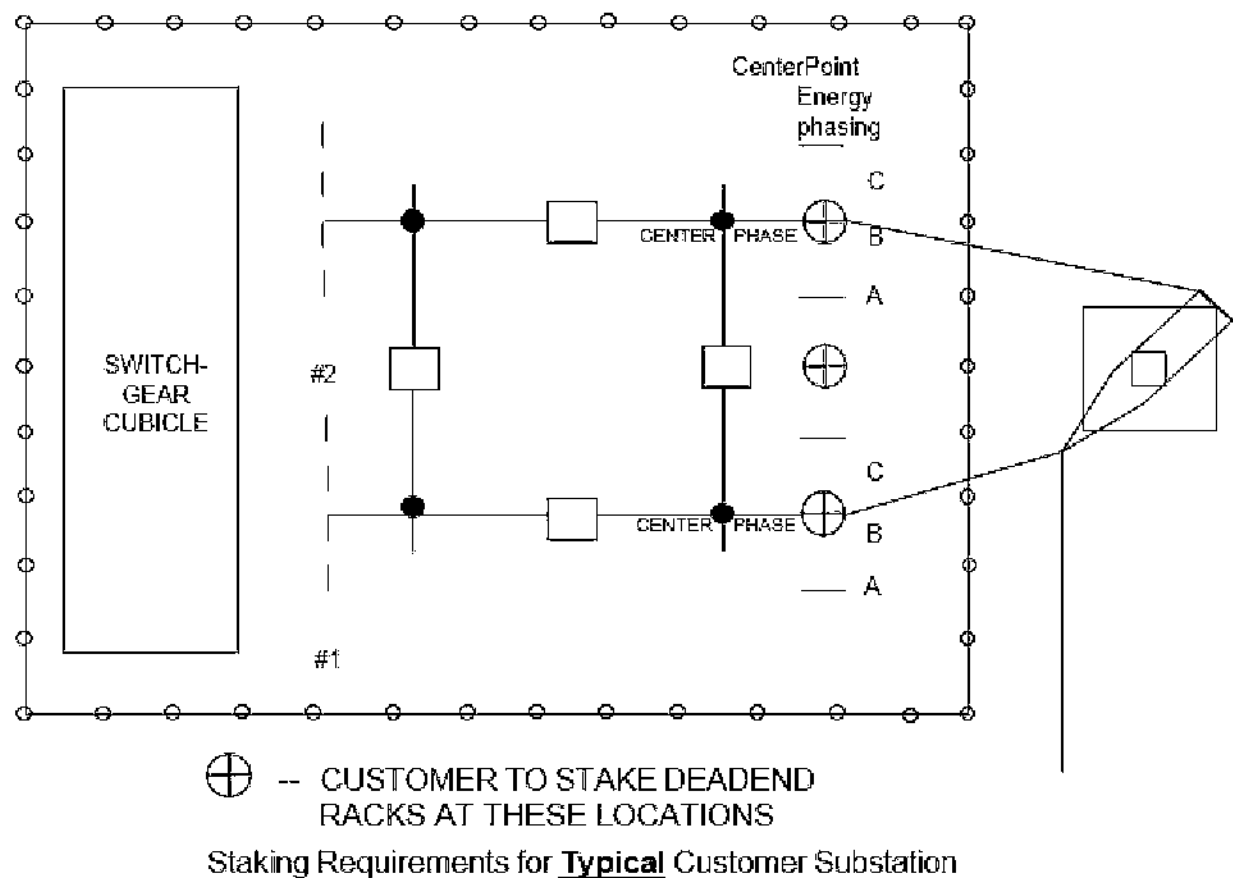 CenterPoint
Energy
phasing
C
CENTER PHASE
B
A
SWITCH-
GEAR
CUBICLE
#2
C
CENTER PHASE
B
A
#1
-- CUSTOMER TO STAKE DEADEND
RACKS AT THESE LOCATIONS
Staking Requirements for Typical Customer Substation